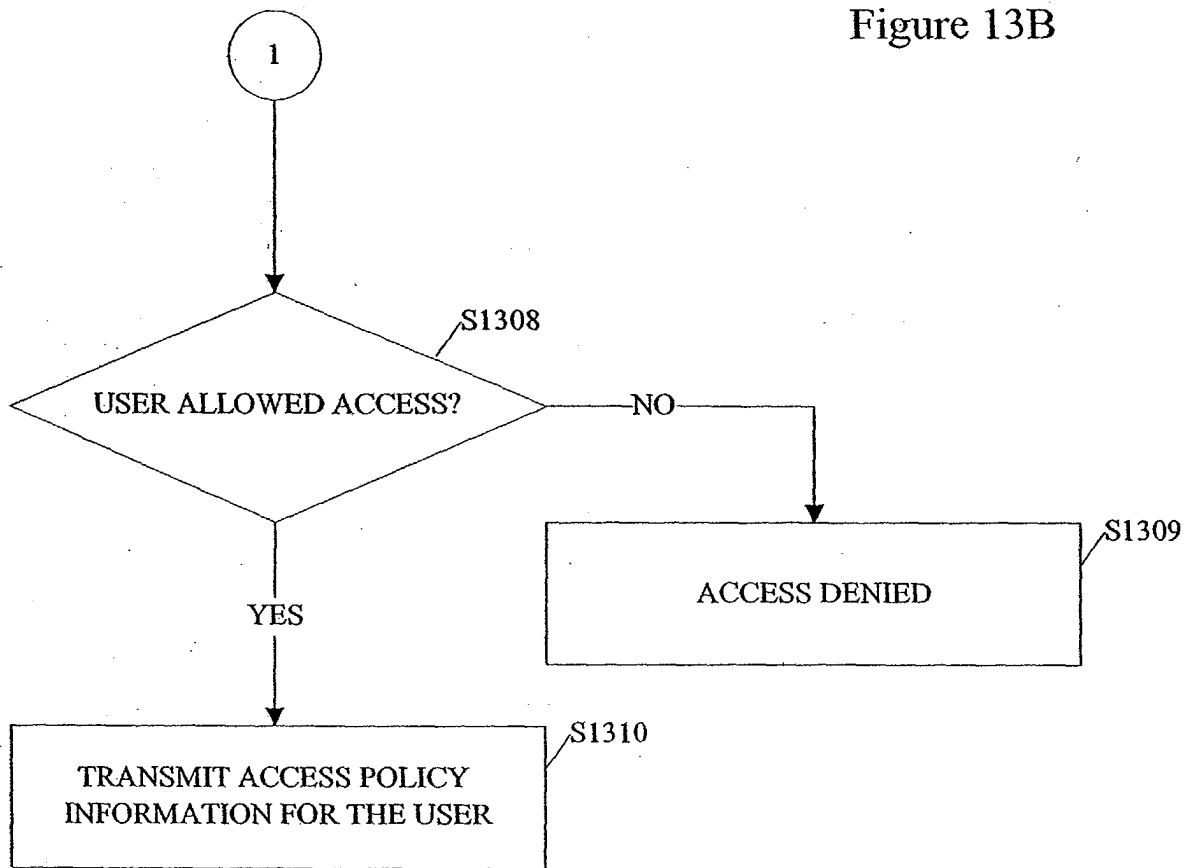 Figure 13B
1
S1308
USER ALLOWED ACCESS?
NO
S1309
ACCESS DENIED
YES
S1310
TRANSMIT ACCESS POLICY
INFORMATION FOR THE USER